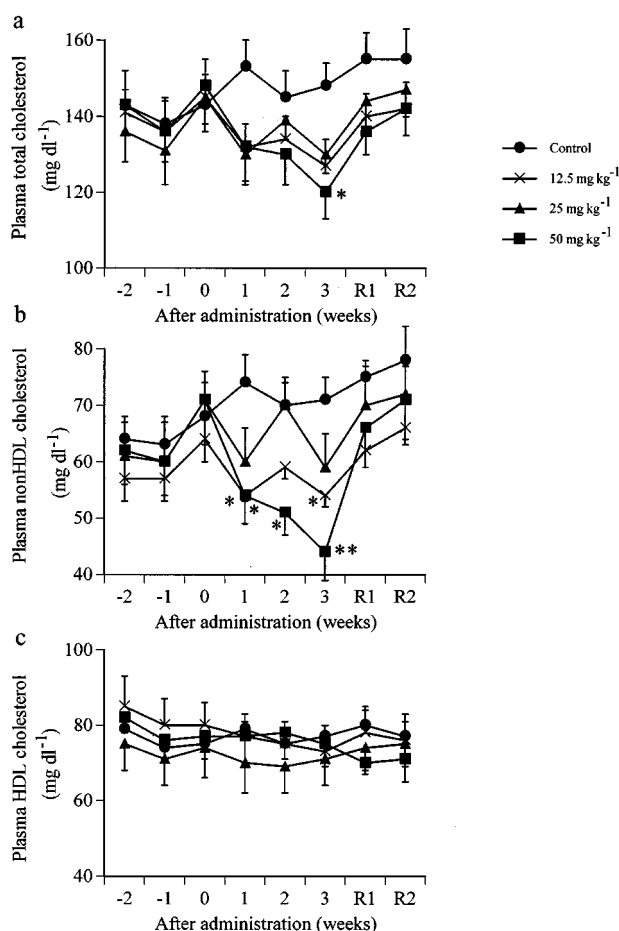 a
Plasma total cholesterol
(mg dl-1)
160
140
120
100
*
-2 -1 0 1 2 3 R1 R2
After administration (weeks)
Control
12.5 mg kg-1
25 mg kg-1
50 mg kg-1
b
Plasma nonHDL cholesterol
(mg dl-1)
80
70
60
50
40
* * * * **
-2 -1 0 1 2 3 R1 R2
After administration (weeks)
c
Plasma HDL cholesterol
(mg dl-1)
100
80
60
40
-2 -1 0 1 2 3 R1 R2
After administration (weeks)